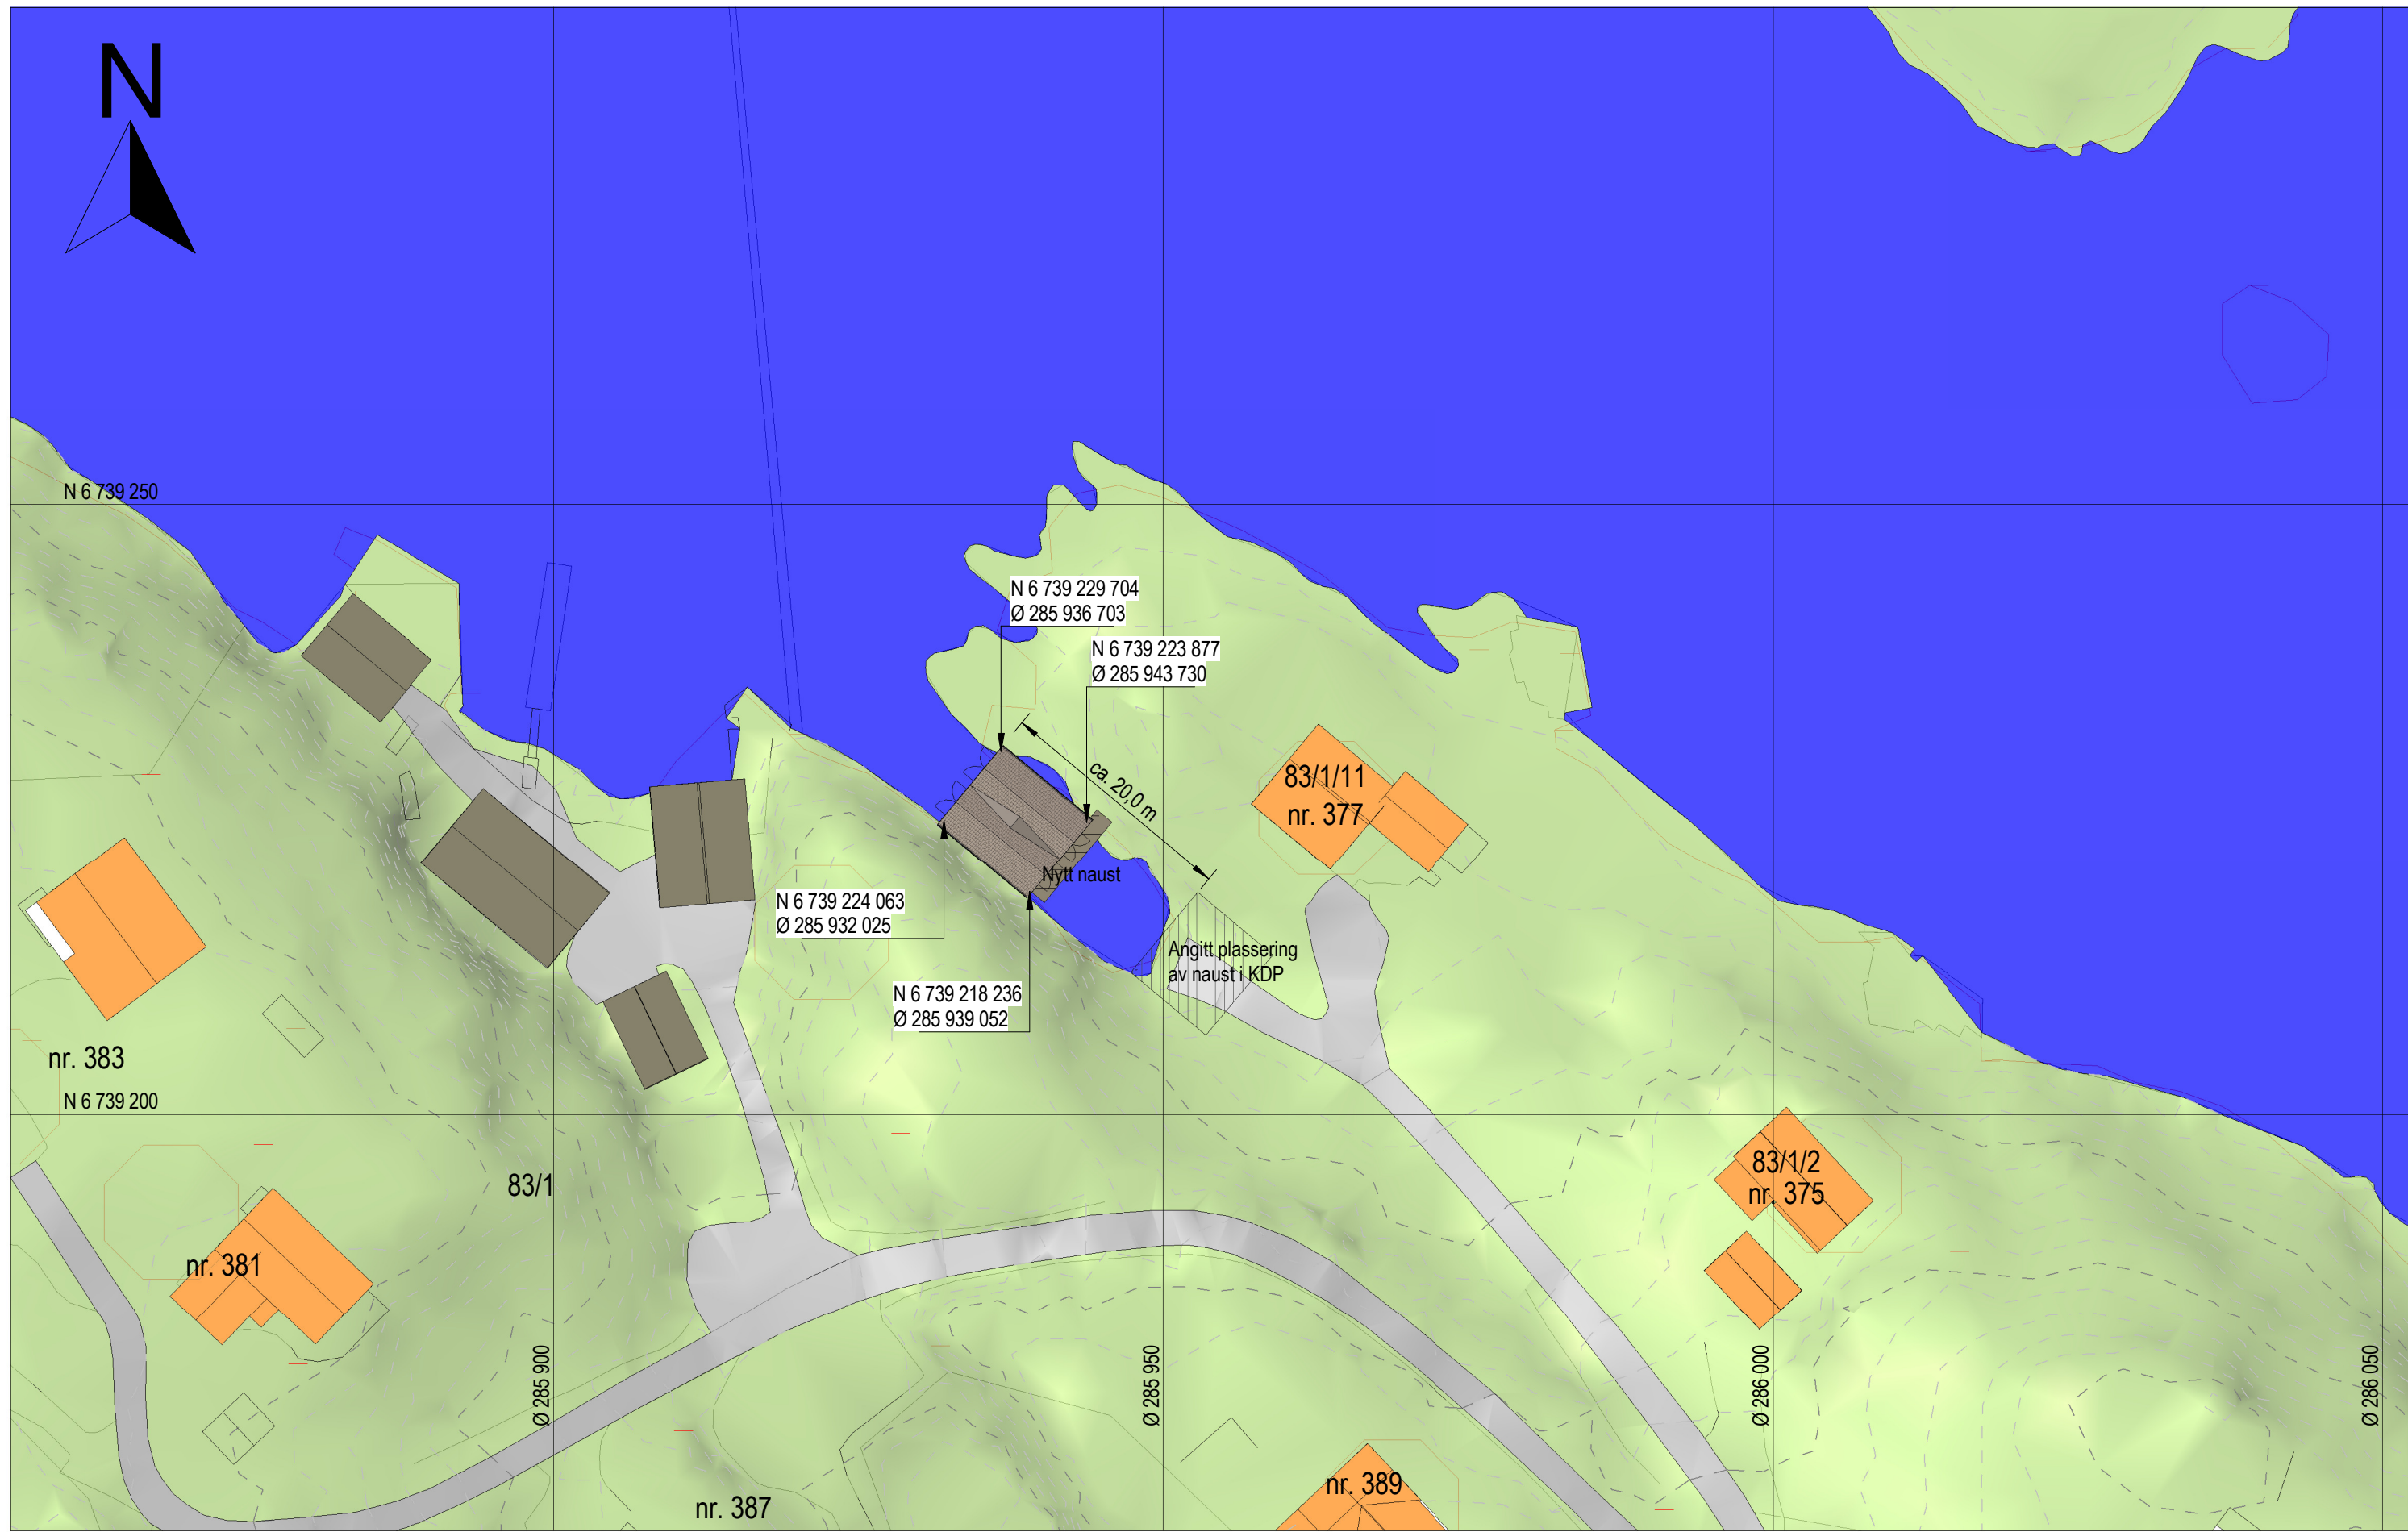 N
N 6 739 250
N 6 739 229 704
Ø 285 936 703
N 6 739 223 877
Ø 285 943 730
ca. 20,0 m
83/1/11
nr. 377
Nytt naust
N 6 739 224 063
Ø 285 932 025
Angitt plassering
av naust i KDP
N 6 739 218 236
Ø 285 939 052
nr. 383
N 6 739 200
83/1
83/1/2
nr. 375
nr. 381
Ø 285 900
Ø 285 950
Ø 286 000
Ø 286 050
nr. 389
nr. 387